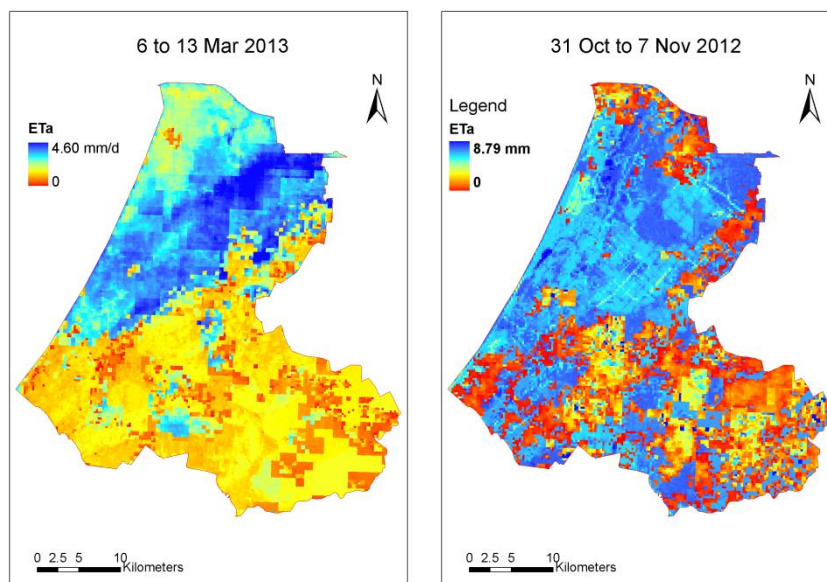 6 to 13 Mar 2013
N
ETa
4.60 mm/d
0
0 2.5 5 10
Kilometers
31 Oct to 7 Nov 2012
N
Legend
ETa
8.79 mm
0
0 2.5 5 10
Kilometers